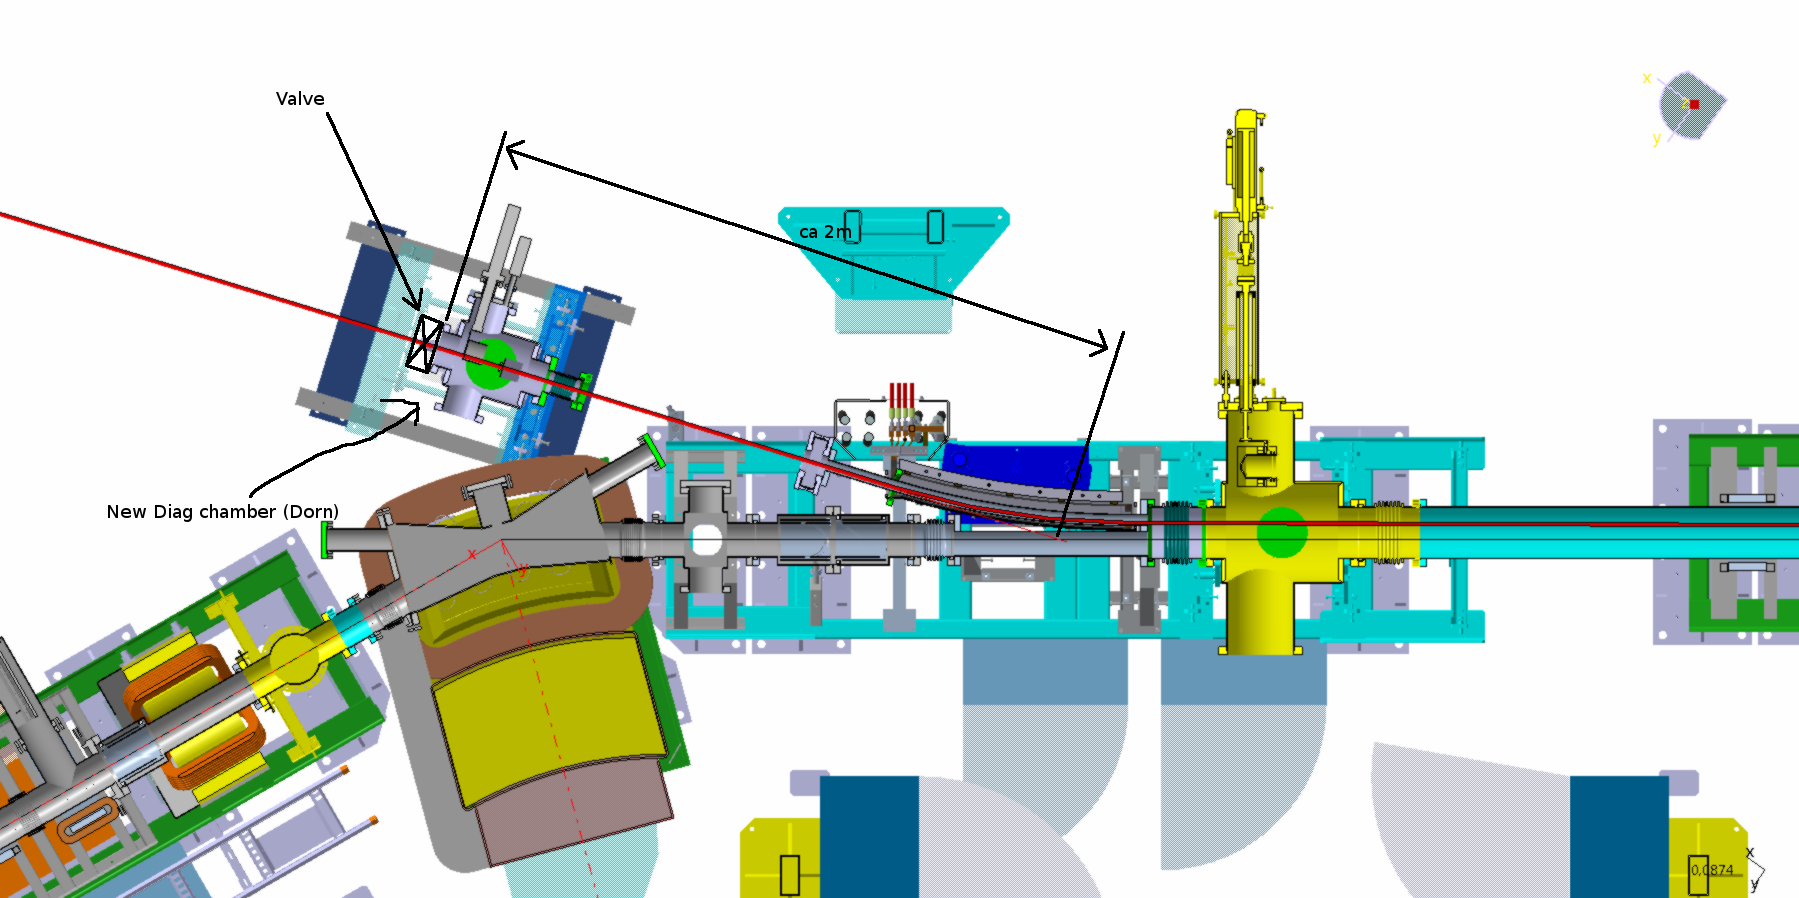 x
z
y
Valve
ca 2m
New Diag chamber (Dorn)
x
y
x
0,0874
y